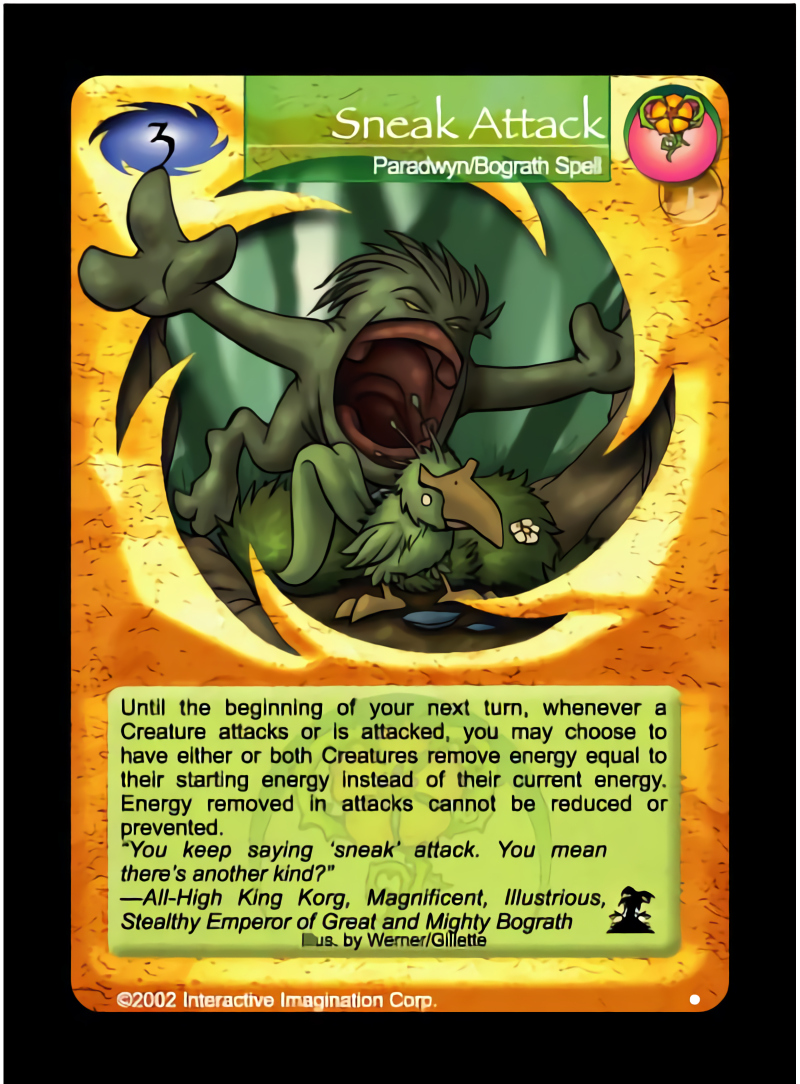 3
Sneak Attack
Paradwyn/Bograth Spell
Until the beginning of your next turn, whenever a
Creature attacks or is attacked, you may choose to
have either or both Creatures remove energy equal to
their starting energy instead of their current energy.
Energy removed in attacks cannot be reduced or
prevented.
"You keep saying 'sneak' attack. You mean
there's another kind?"
—All-High King Korg, Magnificent, Illustrious,
Stealthy Emperor of Great and Mighty Bograth
Illus. by Werner/Gillette
©2002 Interactive Imagination Corp.